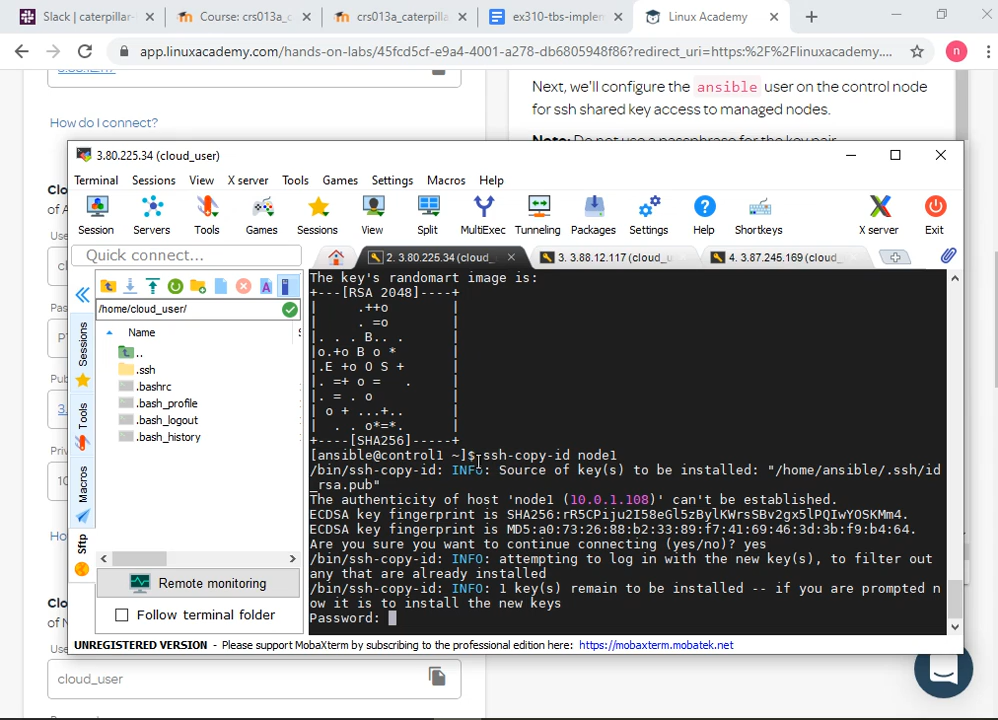 Slack | caterpillar-
Course: crs013a_c
crs013a_caterpilla
ex310-tbs-implem
Linux Academy
app.linuxacademy.com/hands-on-labs/45fcd5cf-e9a4-4001-a278-db6805948f86?redirect_uri=https:%2F%2Flinuxacademy....
n
How do I connect?
Next, we'll configure the ansible user on the control node
for ssh shared key access to managed nodes.
3.80.225.34 (cloud_user)
Terminal Sessions View X server Tools Games Settings Macros Help
Session Servers Tools Games Sessions View Split MultiExec Tunneling Packages Settings Help Shortkeys X server Exit
Quick connect...
2. 3.80.225.34 (cloud_
3. 3.88.12.117 (cloud_u
4. 3.87.245.169 (cloud_
/home/cloud_user/
Name
..
.ssh
.bashrc
.bash_profile
.bash_logout
.bash_history
Sessions
Tools
Macros
Sftp
Remote monitoring
Follow terminal folder
The key's randomart image is:
+---[RSA 2048]----+
| .++o |
| . =o |
|. . . B.. . |
|o.+o B o * |
|.E +o O S + |
|. =+ o = . |
|. = . o |
| o + ...+.. |
| . . o*=*. |
+----[SHA256]-----+
[ansible@control1 ~]$ ssh-copy-id node1
/bin/ssh-copy-id: INFO: Source of key(s) to be installed: "/home/ansible/.ssh/id
_rsa.pub"
The authenticity of host 'node1 (10.0.1.108)' can't be established.
ECDSA key fingerprint is SHA256:rR5CPiju2I58eGl5zBylKWrsSBv2gx5lPQIwYOSKMm4.
ECDSA key fingerprint is MD5:a0:73:26:88:b2:33:89:f7:41:69:46:3d:3b:f9:b4:64.
Are you sure you want to continue connecting (yes/no)? yes
/bin/ssh-copy-id: INFO: attempting to log in with the new key(s), to filter out
any that are already installed
/bin/ssh-copy-id: INFO: 1 key(s) remain to be installed -- if you are prompted n
ow it is to install the new keys
Password:
UNREGISTERED VERSION - Please support MobaXterm by subscribing to the professional edition here: https://mobaxterm.mobatek.net
cloud_user